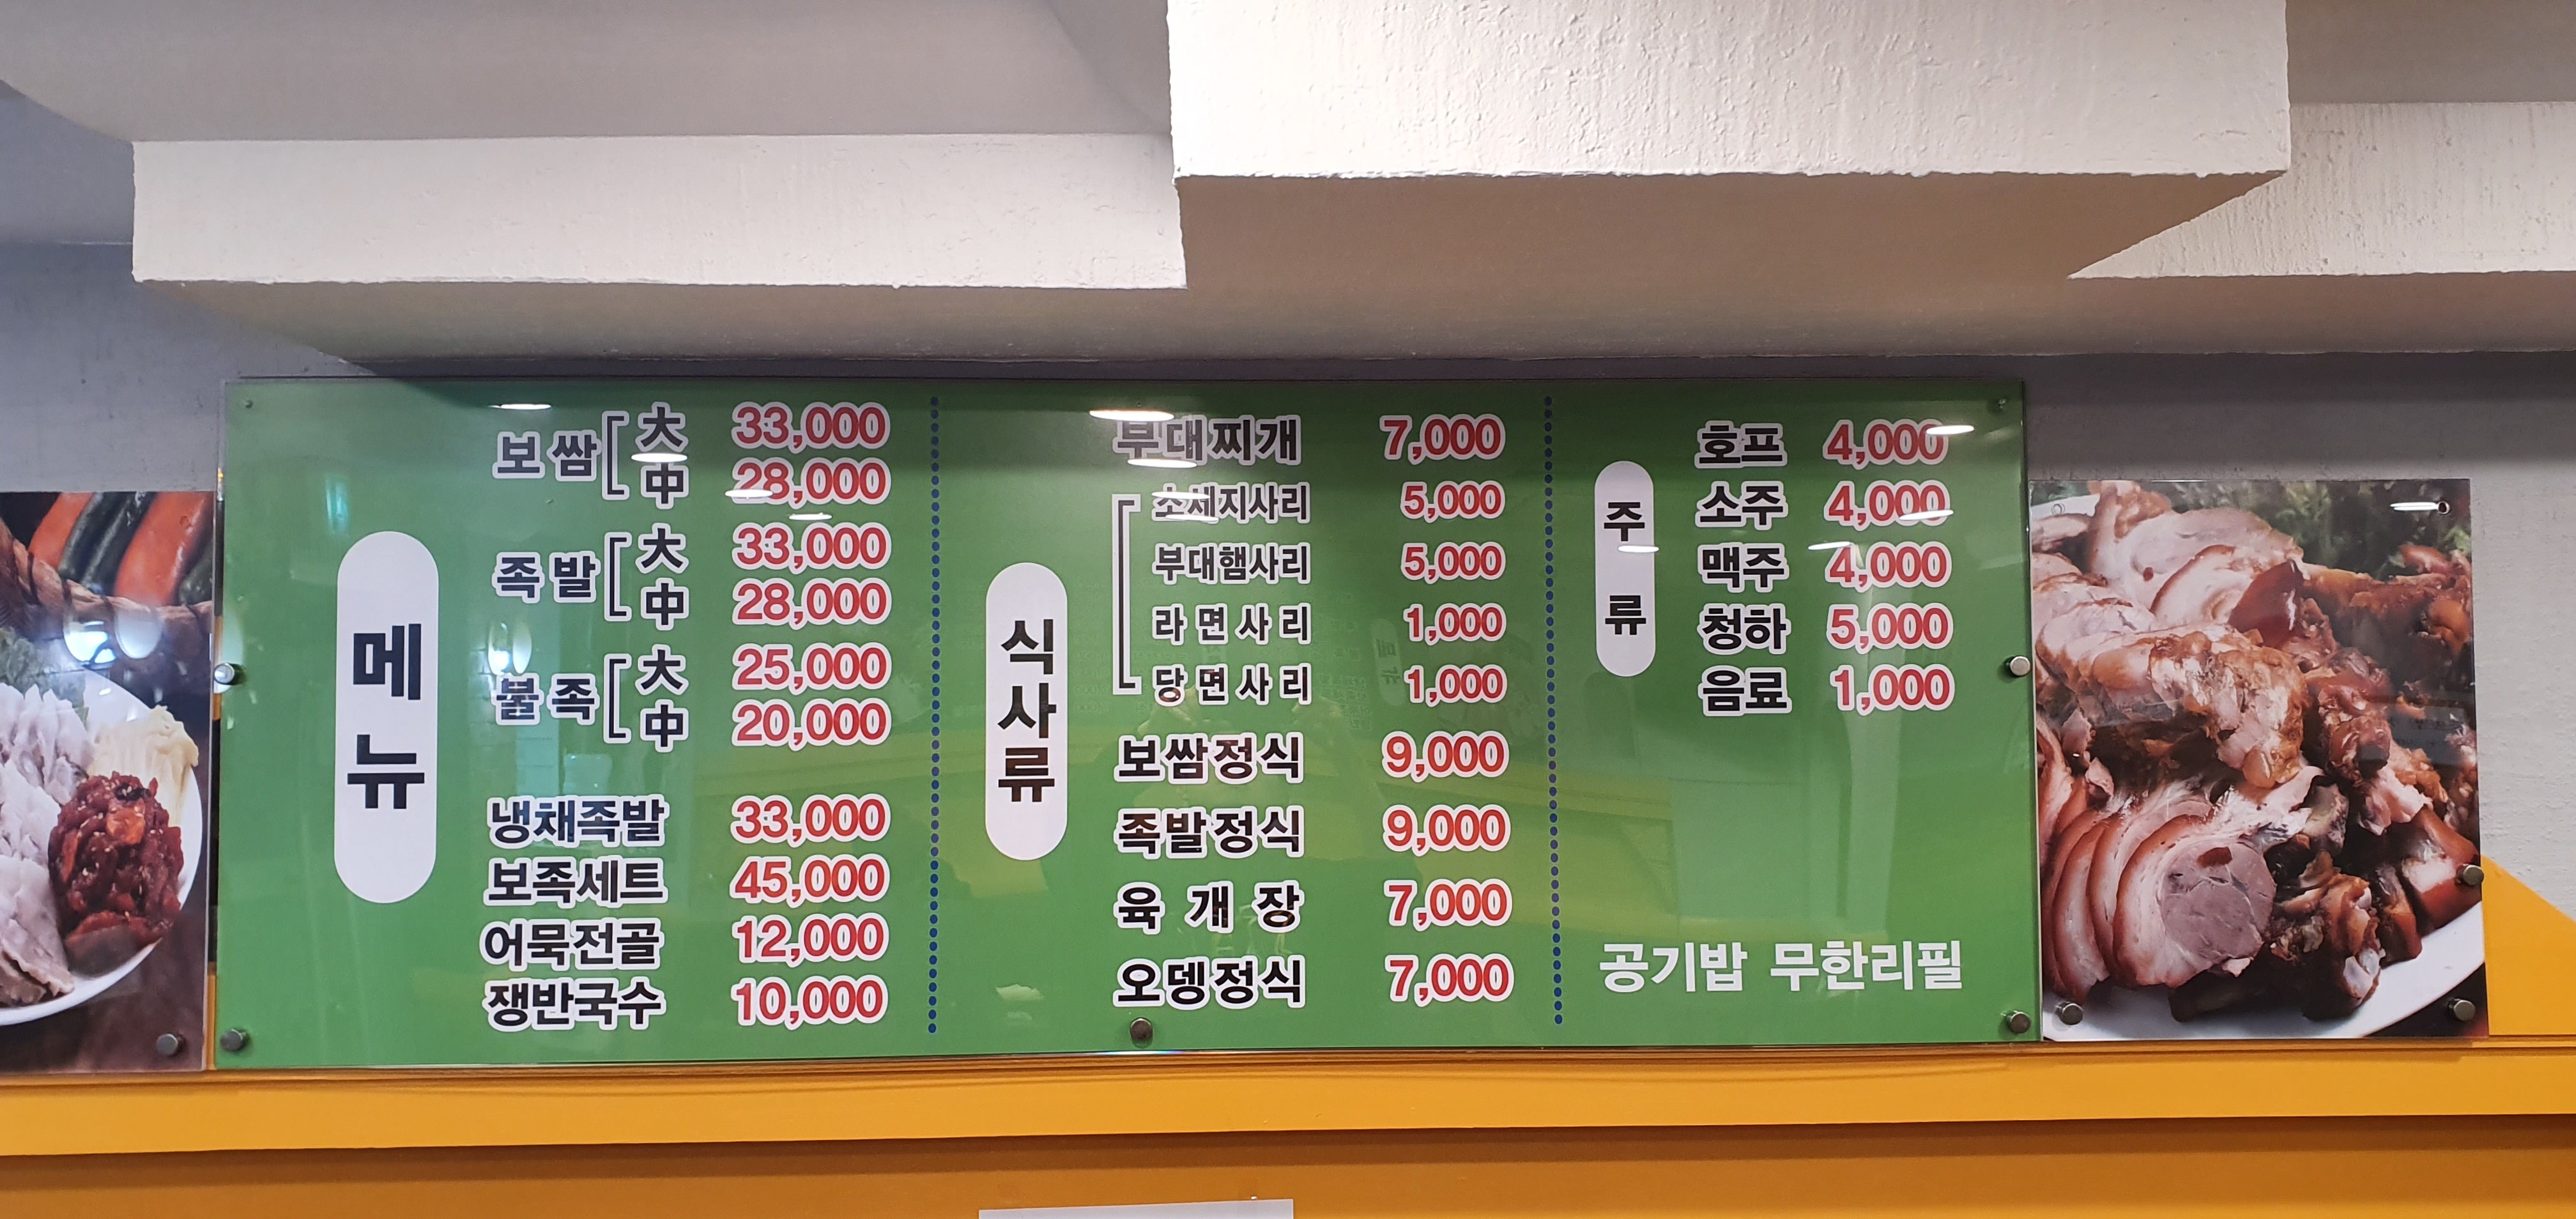 메뉴
보쌈 大 33,000
中 28,000
족발 大 33,000
中 28,000
불족 大 25,000
中 20,000
냉채족발 33,000
보족세트 45,000
어묵전골 12,000
쟁반국수 10,000
식사류
부대찌개 7,000
소세지사리 5,000
부대햄사리 5,000
라면사리 1,000
당면사리 1,000
보쌈정식 9,000
족발정식 9,000
육개장 7,000
오뎅정식 7,000
주류
호프 4,000
소주 4,000
맥주 4,000
청하 5,000
음료 1,000
공기밥 무한리필